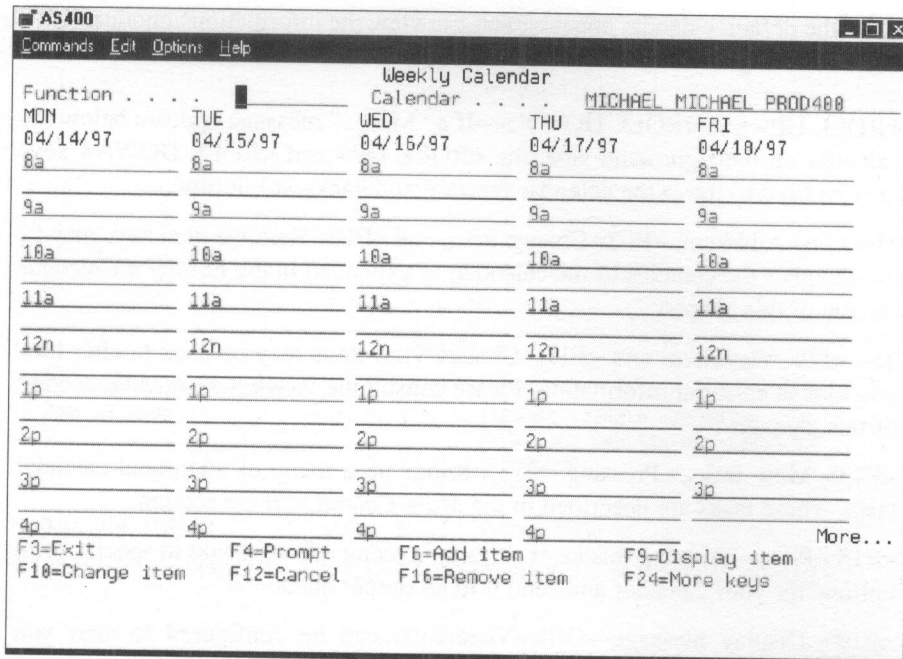 AS400
Commands Edit Options Help
Weekly Calendar
Function . . . . Calendar . . . . MICHAEL MICHAEL PROD400
MON TUE WED THU FRI
04/14/97 04/15/97 04/16/97 04/17/97 04/18/97
8a 8a 8a 8a 8a
9a 9a 9a 9a 9a
10a 10a 10a 10a 10a
11a 11a 11a 11a 11a
12n 12n 12n 12n 12n
1p 1p 1p 1p 1p
2p 2p 2p 2p 2p
3p 3p 3p 3p 3p
4p 4p 4p 4p More...
F3=Exit F4=Prompt F6=Add item F9=Display item
F10=Change item F12=Cancel F16=Remove item F24=More keys